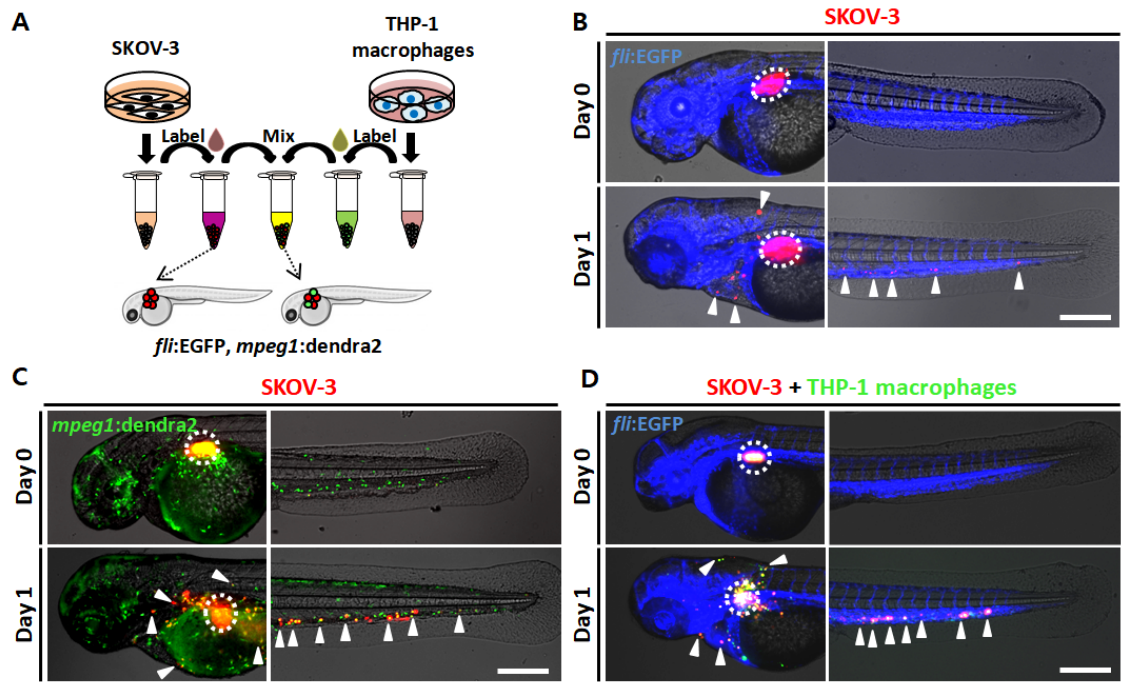 A
SKOV-3
THP-1
macrophages
Label
Mix
Label
fli:EGFP, mpeg1:dendra2
B
SKOV-3
Day 0
fli:EGFP
Day 1
C
SKOV-3
Day 0
mpeg1:dendra2
Day 1
D
SKOV-3 + THP-1 macrophages
Day 0
fli:EGFP
Day 1